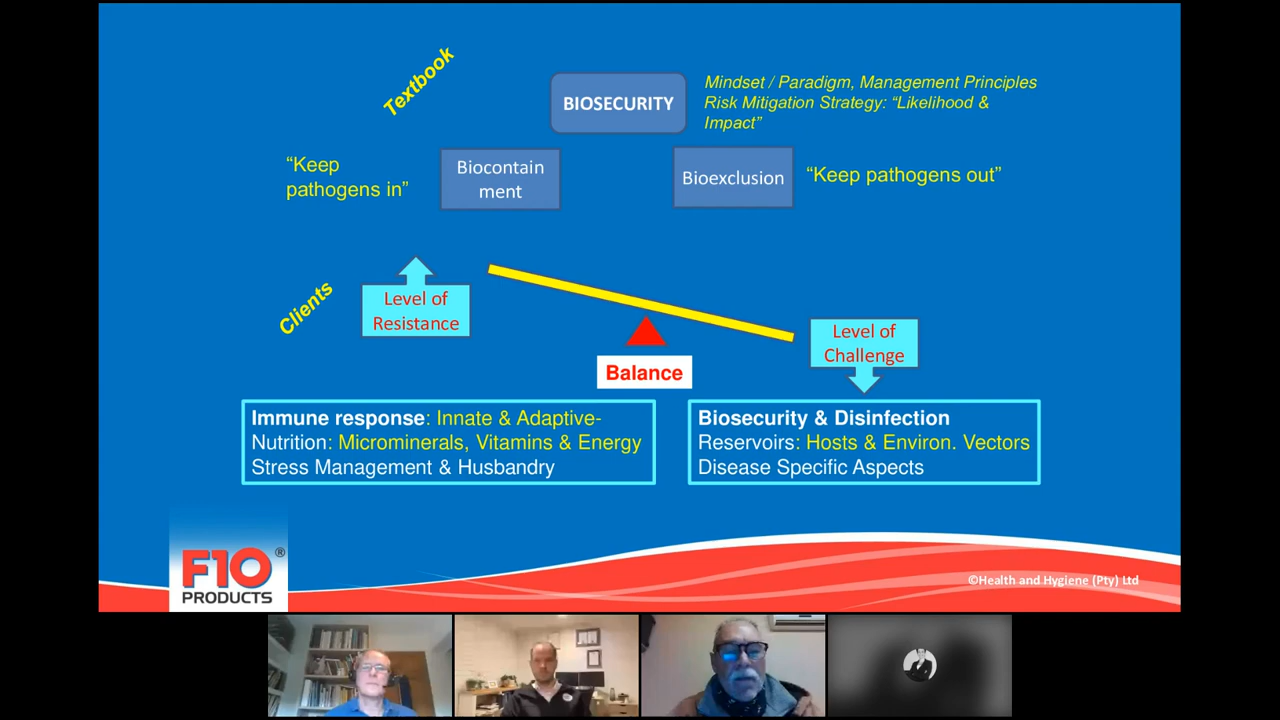 Textbook
BIOSECURITY
Mindset / Paradigm, Management Principles
Risk Mitigation Strategy: “Likelihood &
Impact”
“Keep
pathogens in”
Biocontain
ment
Bioexclusion
“Keep pathogens out”
Clients
Level of
Resistance
Level of
Challenge
Balance
Immune response: Innate & Adaptive-
Nutrition: Microminerals, Vitamins & Energy
Stress Management & Husbandry
Biosecurity & Disinfection
Reservoirs: Hosts & Environ. Vectors
Disease Specific Aspects
F10®
PRODUCTS
©Health and Hygiene (Pty) Ltd